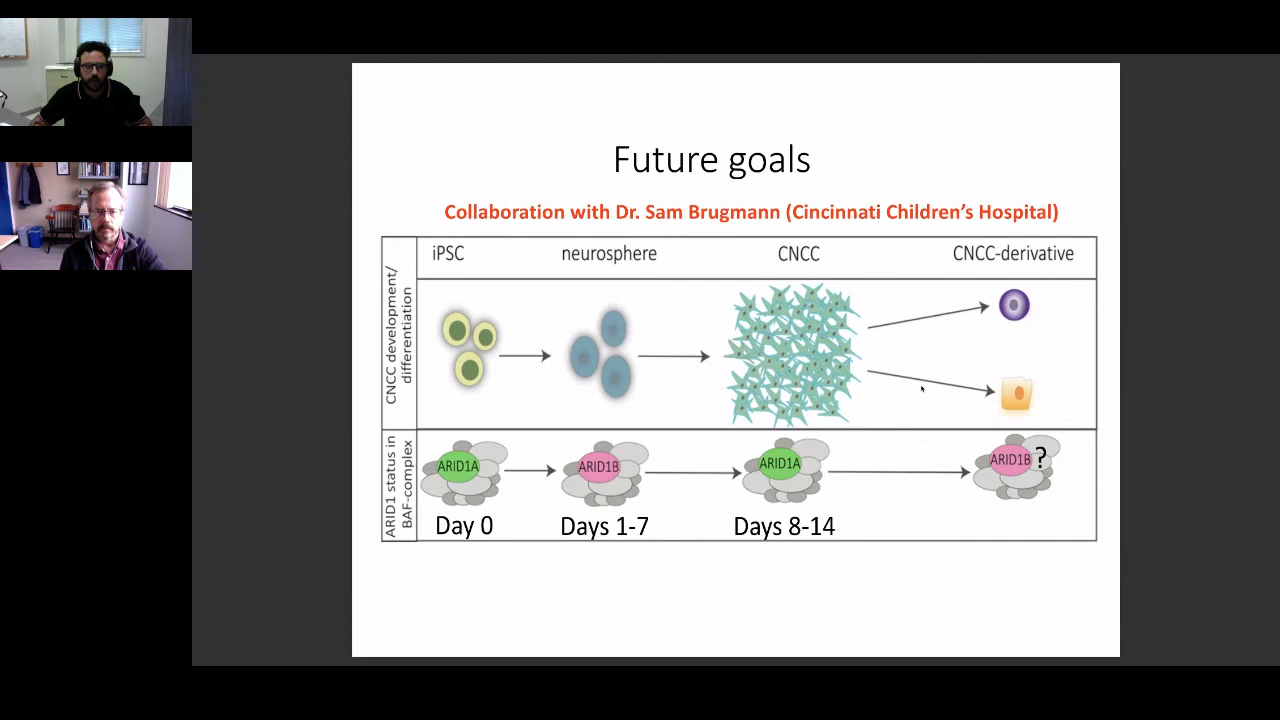 Future goals
Collaboration with Dr. Sam Brugmann (Cincinnati Children's Hospital)
iPSC neurosphere CNCC CNCC-derivative
CNCC development/
differentiation
ARID1 status in
BAF-complex
ARID1A ARID1B ARID1A ARID1B ?
Day 0 Days 1-7 Days 8-14